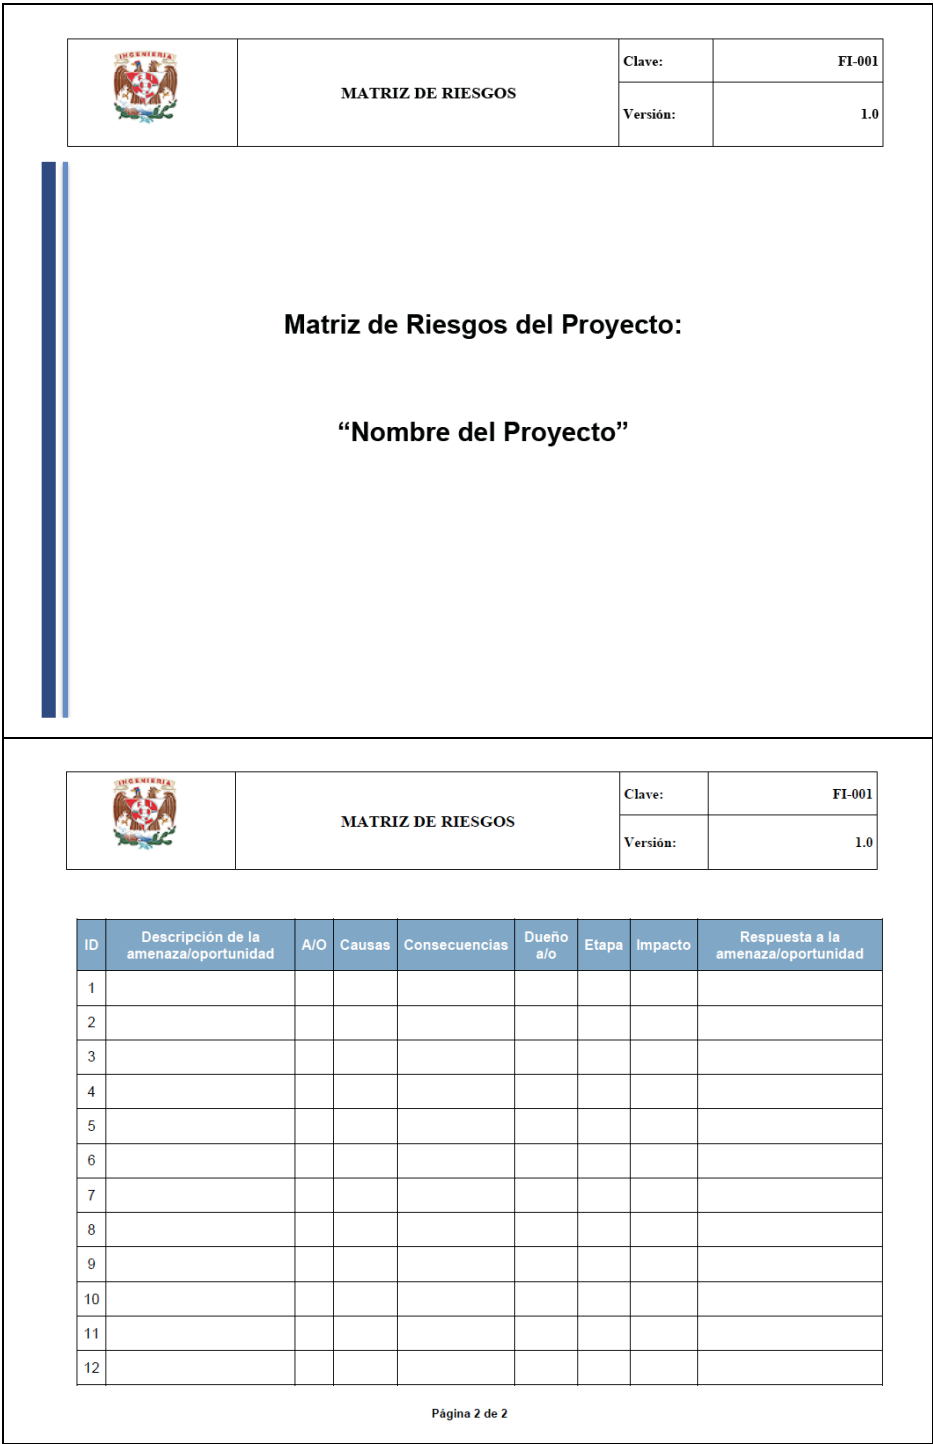 INGENIERIA
MATRIZ DE RIESGOS
Clave:
FI-001
Versión:
1.0
Matriz de Riesgos del Proyecto:
“Nombre del Proyecto”
INGENIERIA
MATRIZ DE RIESGOS
Clave:
FI-001
Versión:
1.0
ID
Descripción de la
amenaza/oportunidad
A/O
Causas
Consecuencias
Dueño
a/o
Etapa
Impacto
Respuesta a la
amenaza/oportunidad
1
2
3
4
5
6
7
8
9
10
11
12
Página 2 de 2